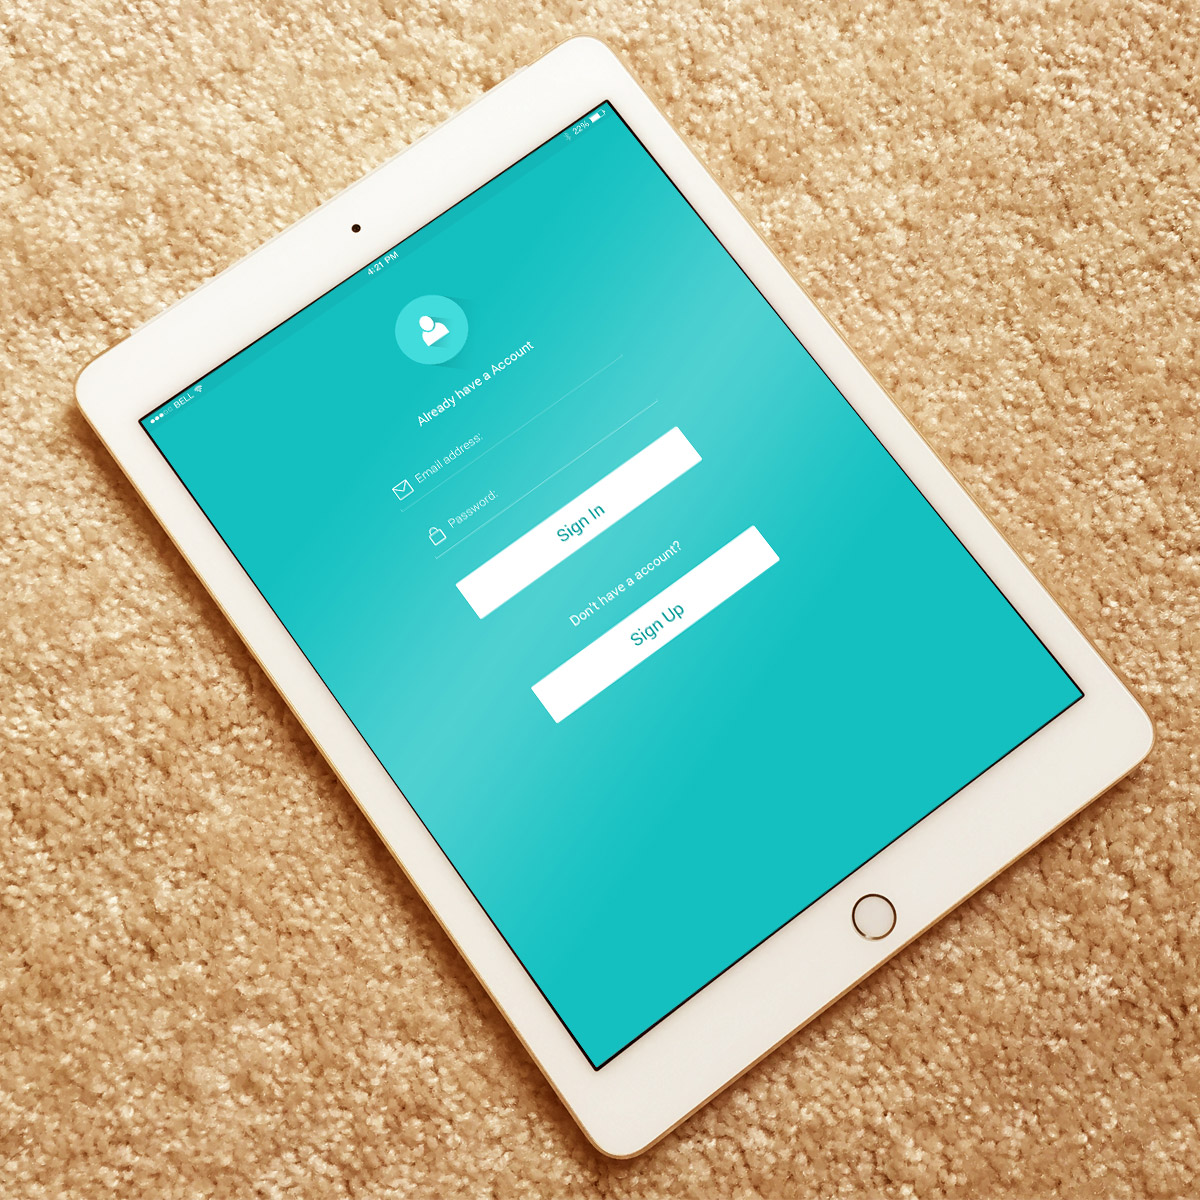 BELL
4:21 PM
22%
Already have a Account
Email address:
Password:
Sign In
Don't have a account?
Sign Up